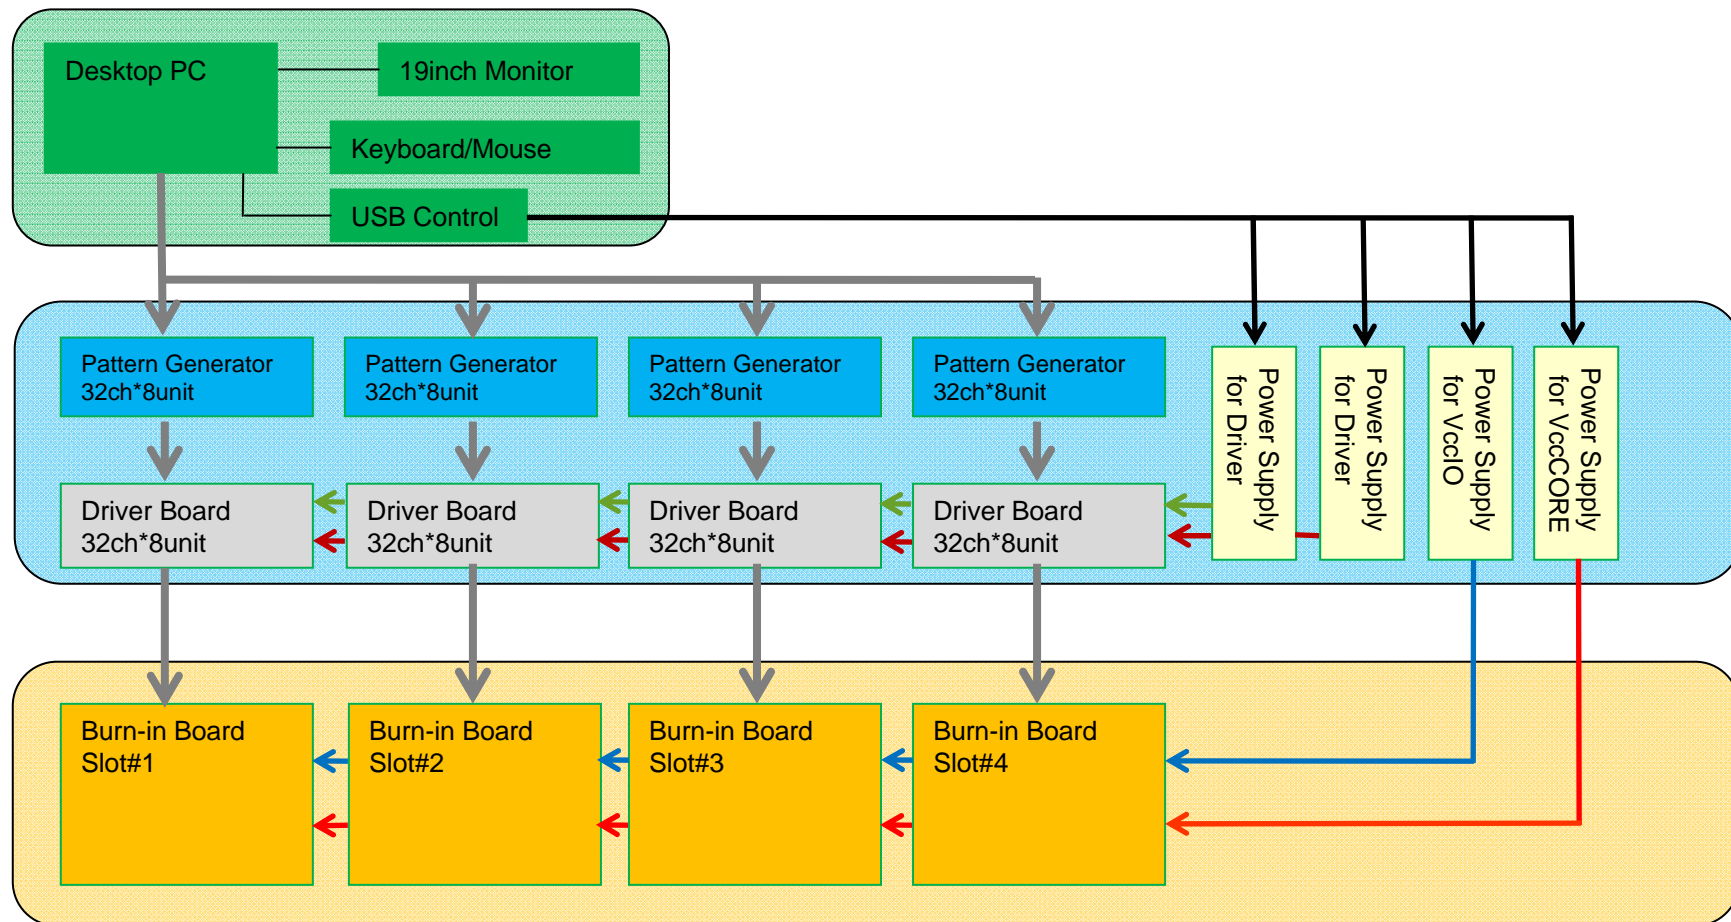 Desktop PC
19inch Monitor
Keyboard/Mouse
USB Control
Pattern Generator
32ch*8unit
Pattern Generator
32ch*8unit
Pattern Generator
32ch*8unit
Pattern Generator
32ch*8unit
Power Supply
for Driver
Power Supply
for Driver
Power Supply
for VccIO
Power Supply
for VccCORE
Driver Board
32ch*8unit
Driver Board
32ch*8unit
Driver Board
32ch*8unit
Driver Board
32ch*8unit
Burn-in Board
Slot#1
Burn-in Board
Slot#2
Burn-in Board
Slot#3
Burn-in Board
Slot#4